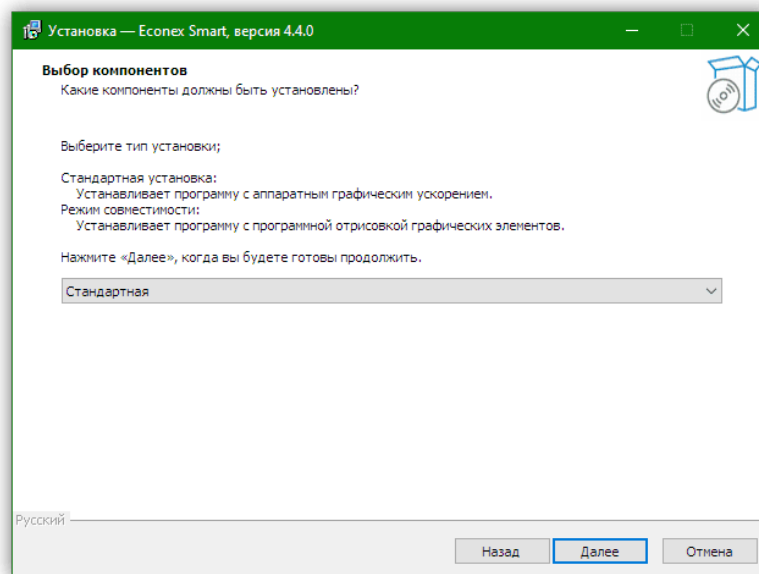 Установка — Econex Smart, версия 4.4.0
Выбор компонентов
Какие компоненты должны быть установлены?
Выберите тип установки;
Стандартная установка:
Устанавливает программу с аппаратным графическим ускорением.
Режим совместимости:
Устанавливает программу с программной отрисовкой графических элементов.
Нажмите «Далее», когда вы будете готовы продолжить.
Стандартная
Русский
Назад
Далее
Отмена